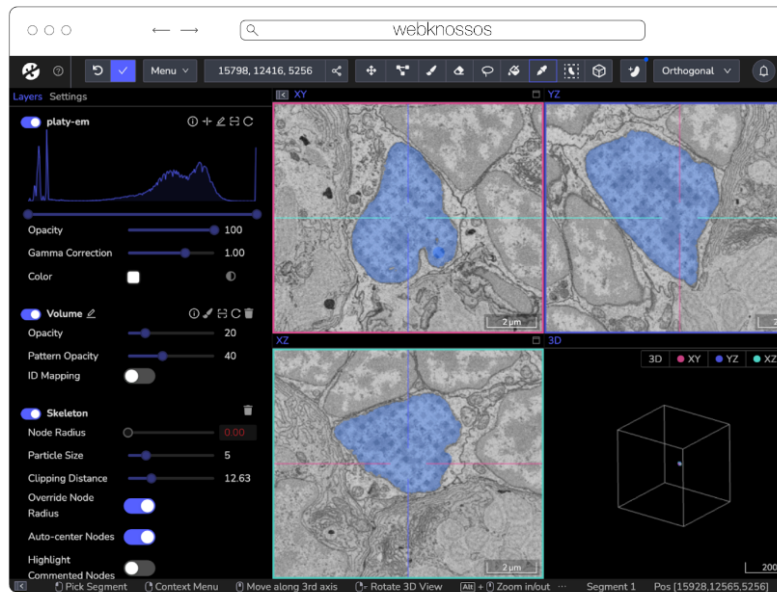 webknossos
Menu
15798, 12416, 5256
Orthogonal
Layers Settings
XY
YZ
platy-em
Opacity 100
Gamma Correction 1.00
Color
2 µm
2
Volume
Opacity 20
Pattern Opacity 40
ID Mapping
XZ
3D
3D XY YZ XZ
Skeleton
Node Radius 0.00
Particle Size 5
Clipping Distance 12.63
Override Node
Radius
Auto-center Nodes
Highlight
Commented Nodes
2 µm
200
Pick Segment Context Menu Move along 3rd axis Rotate 3D View Alt + Zoom in/out ... Segment 1 Pos [15928,12565,5256]